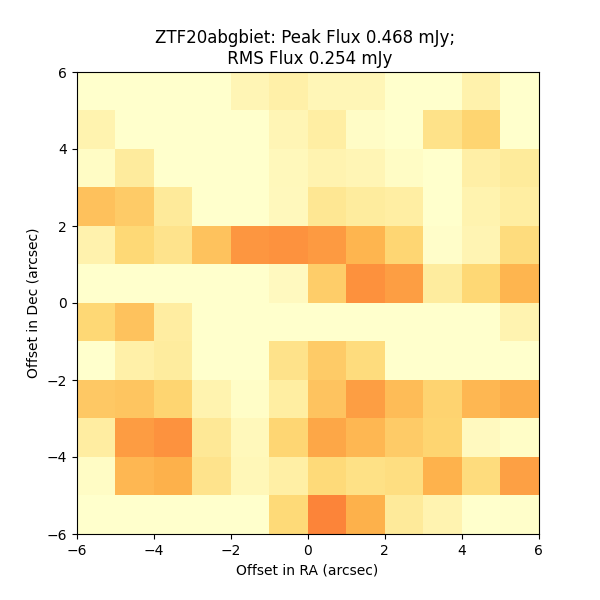 ZTF20abgbiet: Peak Flux 0.468 mJy;
RMS Flux 0.254 mJy
6
4
2
0
−2
−4
−6
Offset in Dec (arcsec)
−6 −4 −2 0 2 4 6
Offset in RA (arcsec)